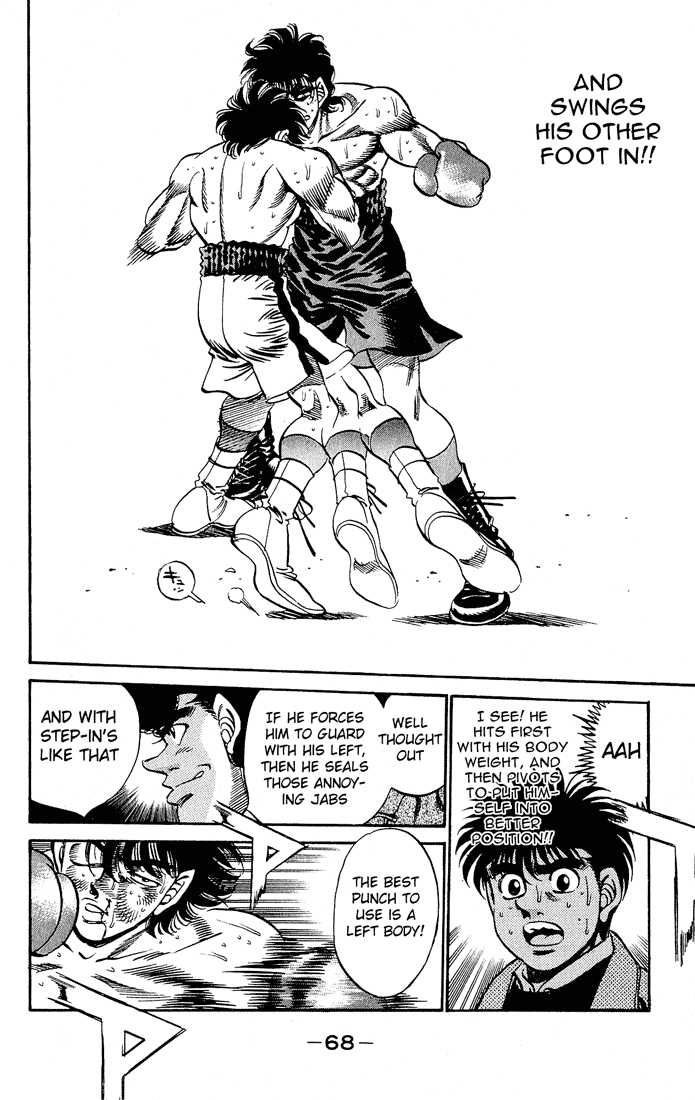 AND
SWINGS
HIS OTHER
FOOT IN!!
キュ
AAH
I SEE! HE
HITS FIRST
WITH HIS BODY
WEIGHT, AND
THEN PIVOTS
TO PUT HIM-
SELF INTO
BETTER
POSITION!!
WELL
THOUGHT
OUT
IF HE FORCES
HIM TO GUARD
WITH HIS LEFT,
THEN HE SEALS
THOSE ANNOY-
ING JABS
AND WITH
STEP-IN'S
LIKE THAT
THE BEST
PUNCH TO
USE IS A
LEFT BODY!
-68-